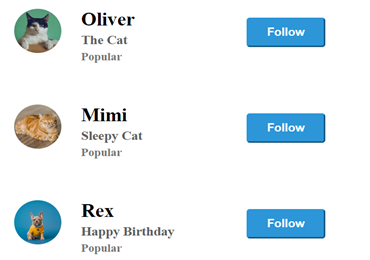 Oliver
The Cat
Popular
Follow
Mimi
Sleepy Cat
Popular
Follow
Rex
Happy Birthday
Popular
Follow